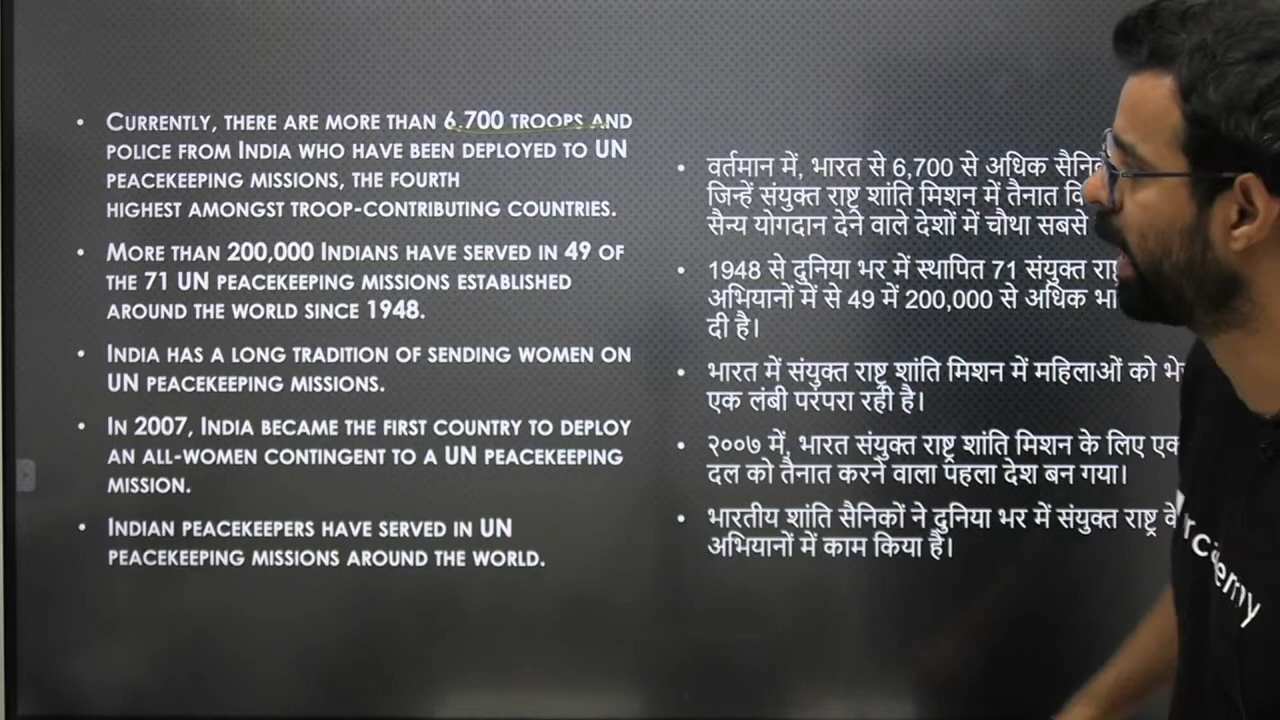 • Currently, there are more than 6,700 troops and
police from India who have been deployed to UN
peacekeeping missions, the fourth
highest amongst troop-contributing countries.
• More than 200,000 Indians have served in 49 of
the 71 UN peacekeeping missions established
around the world since 1948.
• India has a long tradition of sending women on
UN peacekeeping missions.
• In 2007, India became the first country to deploy
an all-women contingent to a UN peacekeeping
mission.
• Indian peacekeepers have served in UN
peacekeeping missions around the world.
• वर्तमान में, भारत से 6,700 से अधिक
जिन्हें संयुक्त राष्ट्र शांति मिशन में तैनात
सैन्य योगदान देने वाले देशों में चौथा सबसे
• 1948 से दुनिया भर में स्थापित 71 संयुक्त
अभियानों में से 49 में 200,000 से अधिक
दी है।
• भारत में संयुक्त राष्ट्र शांति मिशन में महिलाओं को
एक लंबी परंपरा रही है।
• २००७ में, भारत संयुक्त राष्ट्र शांति मिशन के लिए
दल को तैनात करने वाला पहला देश बन गया।
• भारतीय शांति सैनिकों ने दुनिया भर में संयुक्त राष्ट्र
अभियानों में काम किया है।